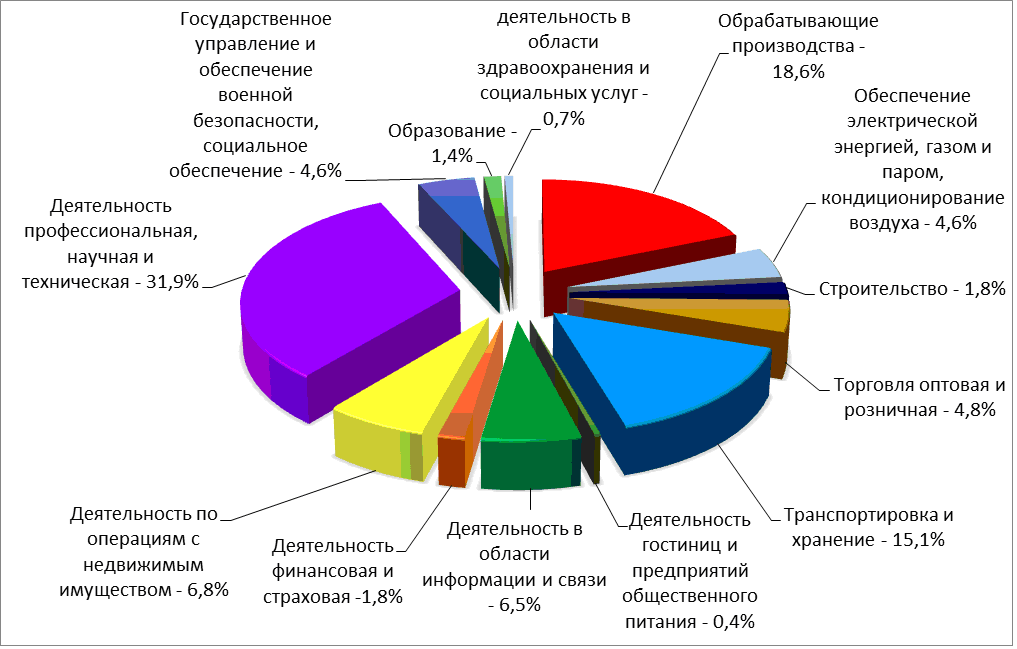 Государственное
управление и
обеспечение
военной
безопасности,
социальное
обеспечение - 4,6%
деятельность в
области
здравоохранения и
социальных услуг -
0,7%
Образование -
1,4%
Обрабатывающие
производства -
18,6%
Обеспечение
электрической
энергией, газом и
паром,
кондиционирование
воздуха - 4,6%
Строительство - 1,8%
Торговля оптовая и
розничная - 4,8%
Транспортировка и
хранение - 15,1%
Деятельность
гостиниц и
предприятий
общественного
питания - 0,4%
Деятельность в
области
информации и связи
- 6,5%
Деятельность
финансовая и
страховая -1,8%
Деятельность по
операциям с
недвижимым
имуществом - 6,8%
Деятельность
профессиональная,
научная и
техническая - 31,9%